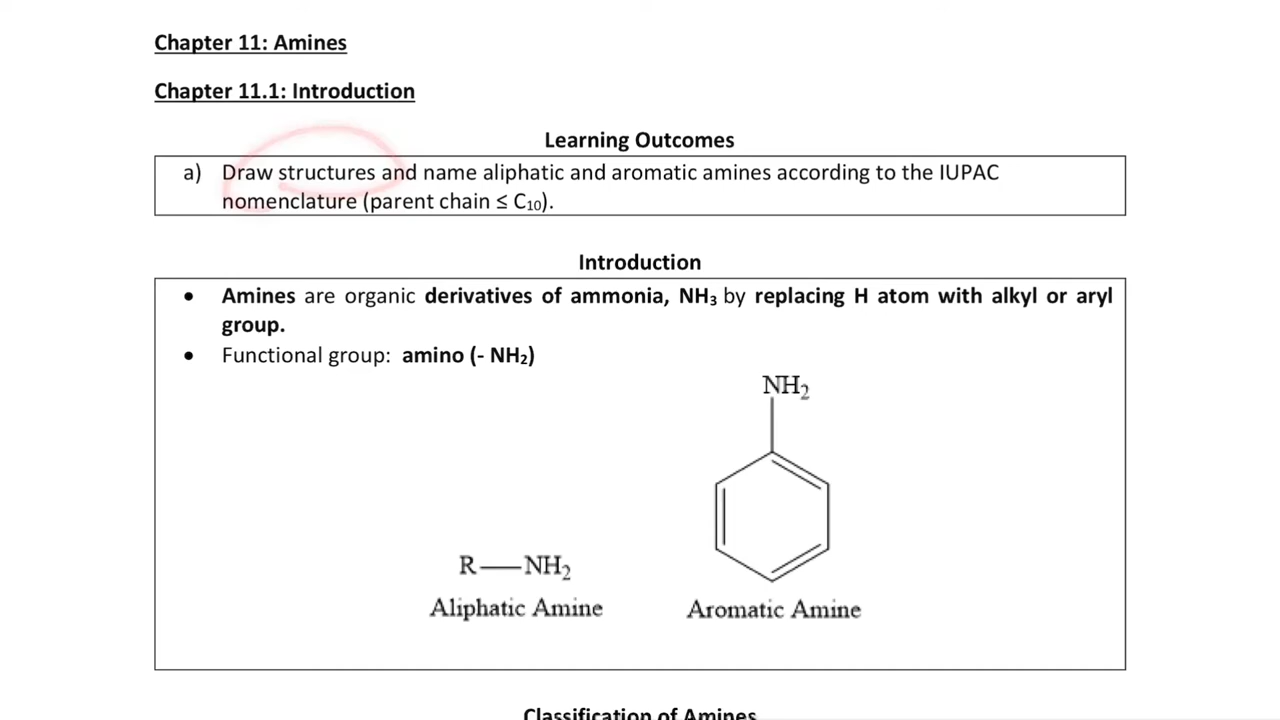 Chapter 11: Amines
Chapter 11.1: Introduction
Learning Outcomes
a) Draw structures and name aliphatic and aromatic amines according to the IUPAC
nomenclature (parent chain ≤ C₁₀).
Introduction
• Amines are organic derivatives of ammonia, NH₃ by replacing H atom with alkyl or aryl
group.
• Functional group: amino (- NH₂)
NH₂
R—NH₂
Aliphatic Amine Aromatic Amine
Classification of Amines